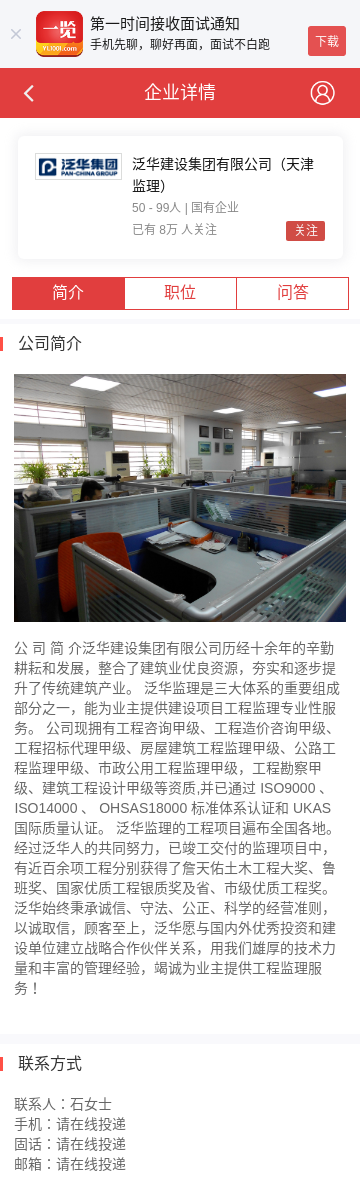 第一时间接收面试通知
手机先聊，聊好再面，面试不白跑
下载
一览
YL1001.com
企业详情
泛华集团
PAN-CHINA GROUP
泛华建设集团有限公司（天津
监理）
50 - 99人 | 国有企业
已有 8万 人关注
关注
简介
职位
问答
公司简介
公 司 简 介泛华建设集团有限公司历经十余年的辛勤
耕耘和发展，整合了建筑业优良资源，夯实和逐步提
升了传统建筑产业。 泛华监理是三大体系的重要组成
部分之一，能为业主提供建设项目工程监理专业性服
务。 公司现拥有工程咨询甲级、工程造价咨询甲级、
工程招标代理甲级、房屋建筑工程监理甲级、公路工
程监理甲级、市政公用工程监理甲级，工程勘察甲
级、建筑工程设计甲级等资质,并已通过 ISO9000 、
ISO14000 、 OHSAS18000 标准体系认证和 UKAS
国际质量认证。 泛华监理的工程项目遍布全国各地。
经过泛华人的共同努力，已竣工交付的监理项目中，
有近百余项工程分别获得了詹天佑土木工程大奖、鲁
班奖、国家优质工程银质奖及省、市级优质工程奖。
泛华始终秉承诚信、守法、公正、科学的经营准则，
以诚取信，顾客至上，泛华愿与国内外优秀投资和建
设单位建立战略合作伙伴关系，用我们雄厚的技术力
量和丰富的管理经验，竭诚为业主提供工程监理服
务！
联系方式
联系人：石女士
手机：请在线投递
固话：请在线投递
邮箱：请在线投递